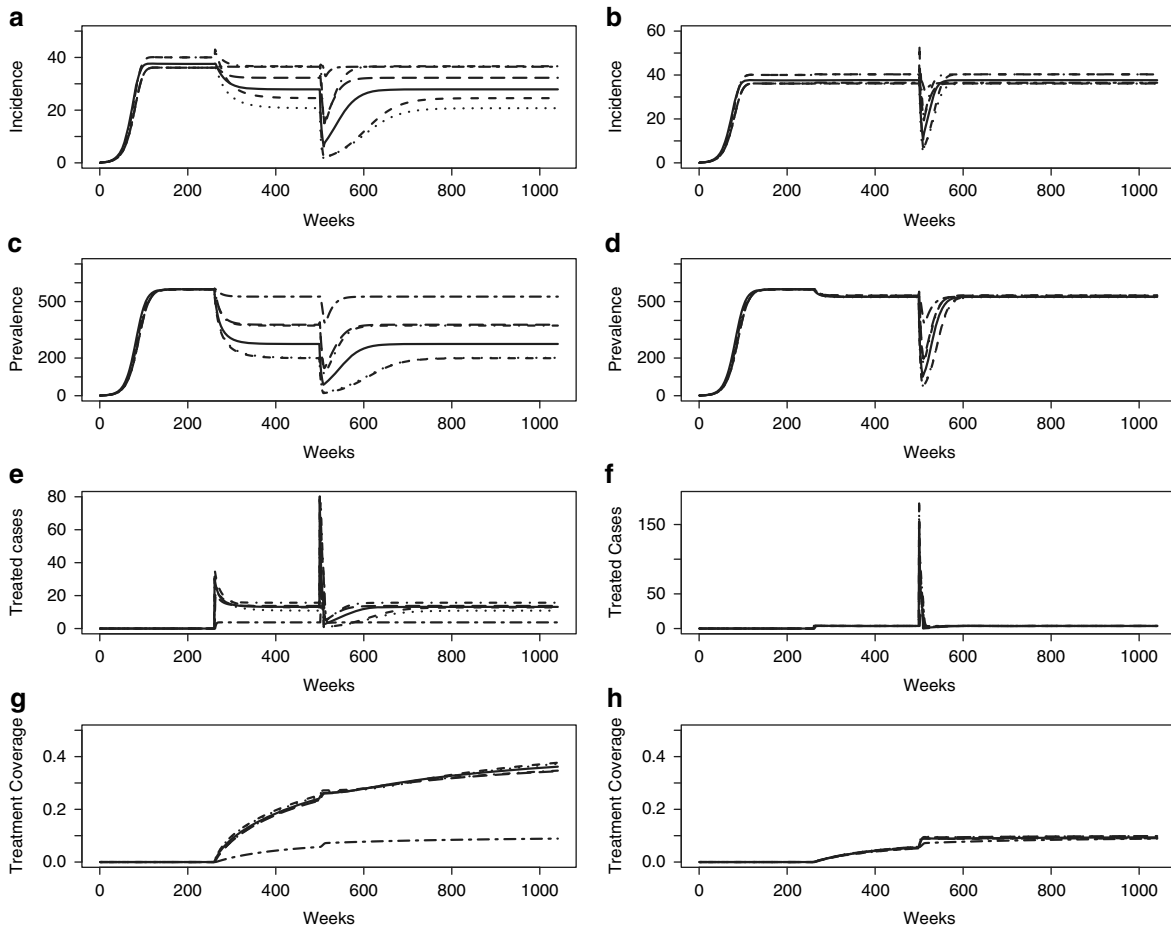 a
Incidence
40
20
0
0 200 400 600 800 1000
Weeks
b
Incidence
60
40
20
0
0 200 400 600 800 1000
Weeks
c
Prevalence
500
200
0
0 200 400 600 800 1000
Weeks
d
Prevalence
500
200
0
0 200 400 600 800 1000
Weeks
e
Treated cases
80
60
40
20
0
0 200 400 600 800 1000
Weeks
f
Treated Cases
150
50
0
0 200 400 600 800 1000
Weeks
g
Treatment Coverage
0.4
0.2
0.0
0 200 400 600 800 1000
Weeks
h
Treatment Coverage
0.4
0.2
0.0
0 200 400 600 800 1000
Weeks